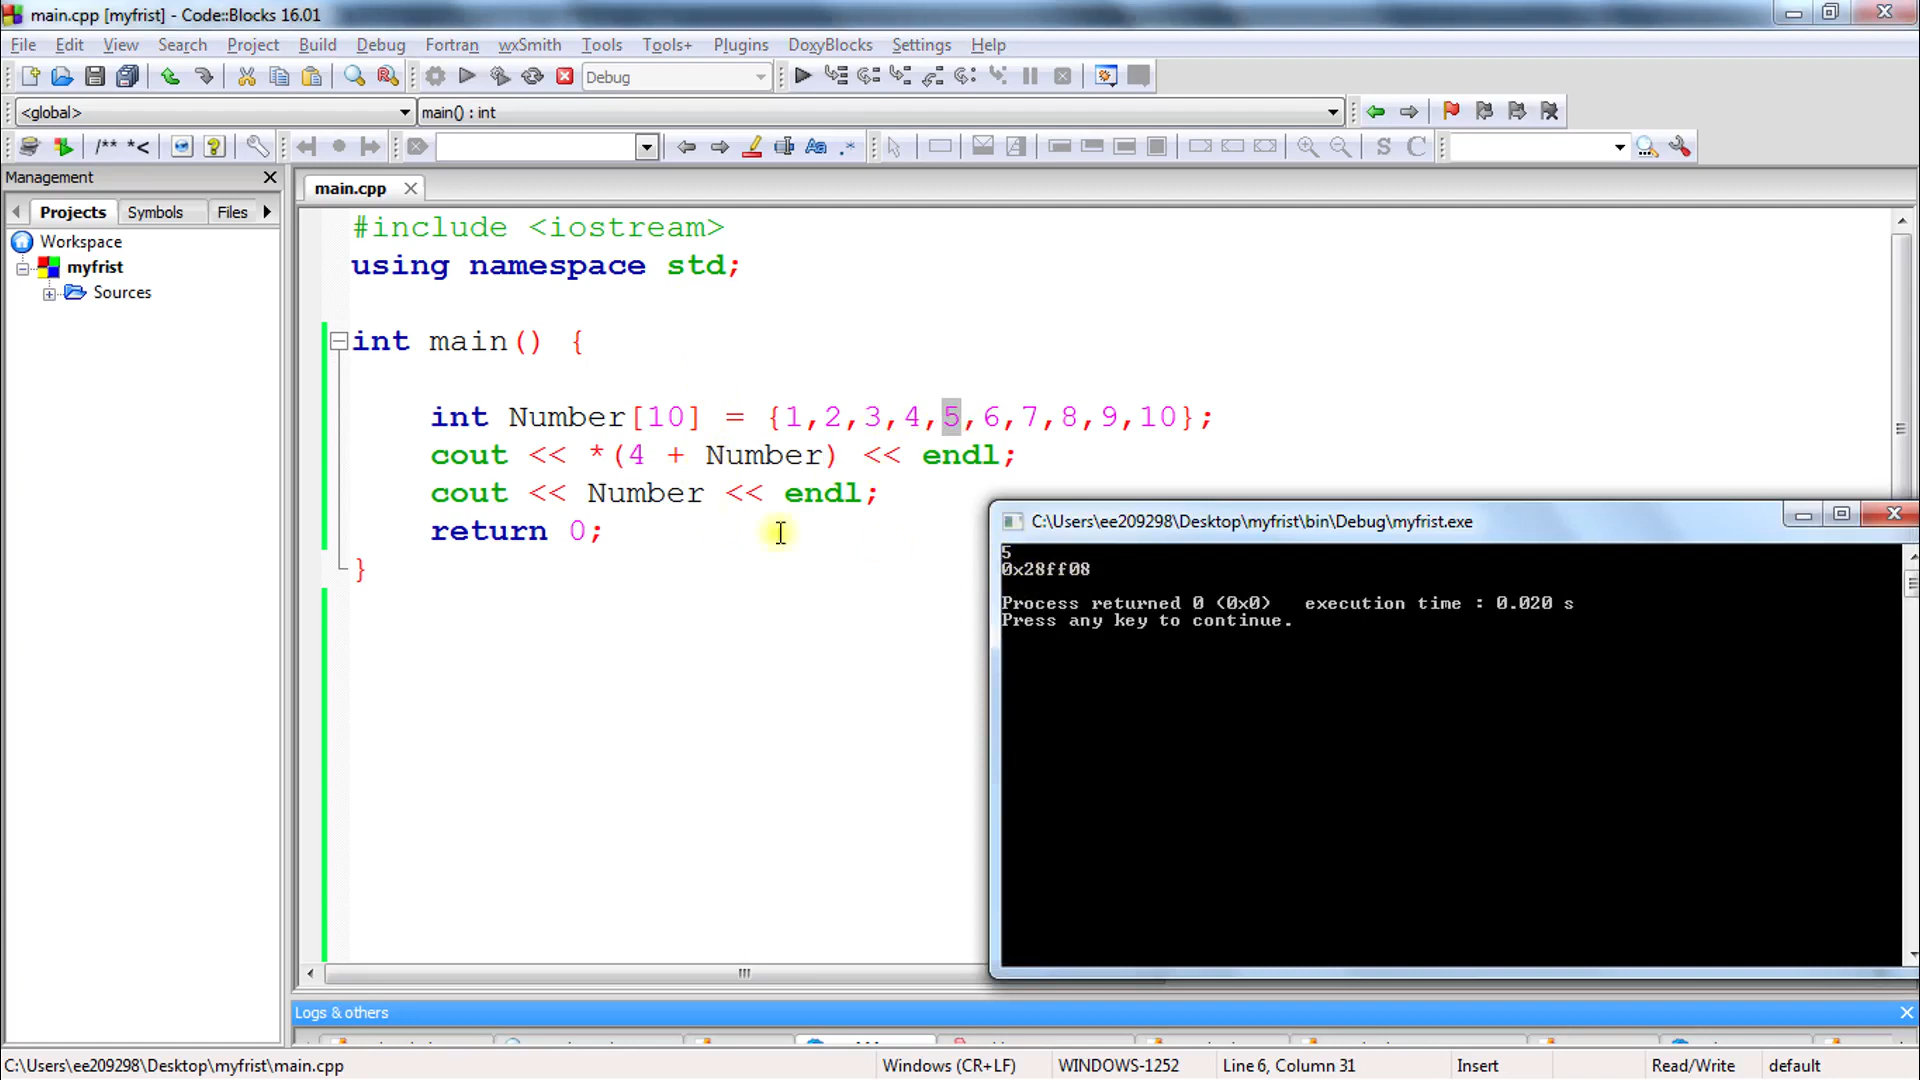 main.cpp [myfrist] - Code::Blocks 16.01
File Edit View Search Project Build Debug Fortran wxSmith Tools Tools+ Plugins DoxyBlocks Settings Help
Debug
<global> main() : int
/** *< Aa .* S C
Management
Projects Symbols Files
Workspace
myfrist
Sources
main.cpp
#include <iostream>
using namespace std;
int main() {
int Number[10] = {1,2,3,4,5,6,7,8,9,10};
cout << *(4 + Number) << endl;
cout << Number << endl;
return 0;
}
C:\Users\ee209298\Desktop\myfrist\bin\Debug\myfrist.exe
5
0x28ff08
Process returned 0 (0x0) execution time : 0.020 s
Press any key to continue.
Logs & others
C:\Users\ee209298\Desktop\myfrist\main.cpp Windows (CR+LF) WINDOWS-1252 Line 6, Column 31 Insert Read/Write default